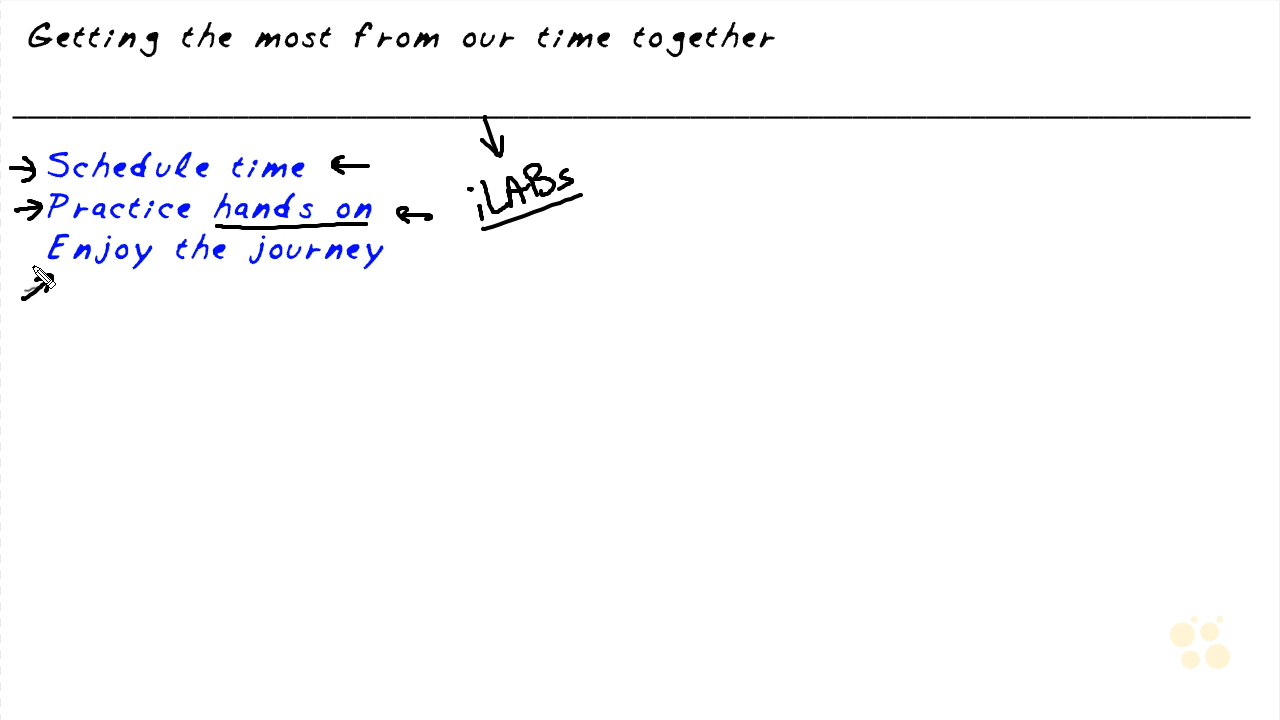 Getting the most from our time together
Schedule time
Practice hands on
Enjoy the journey
iLABs